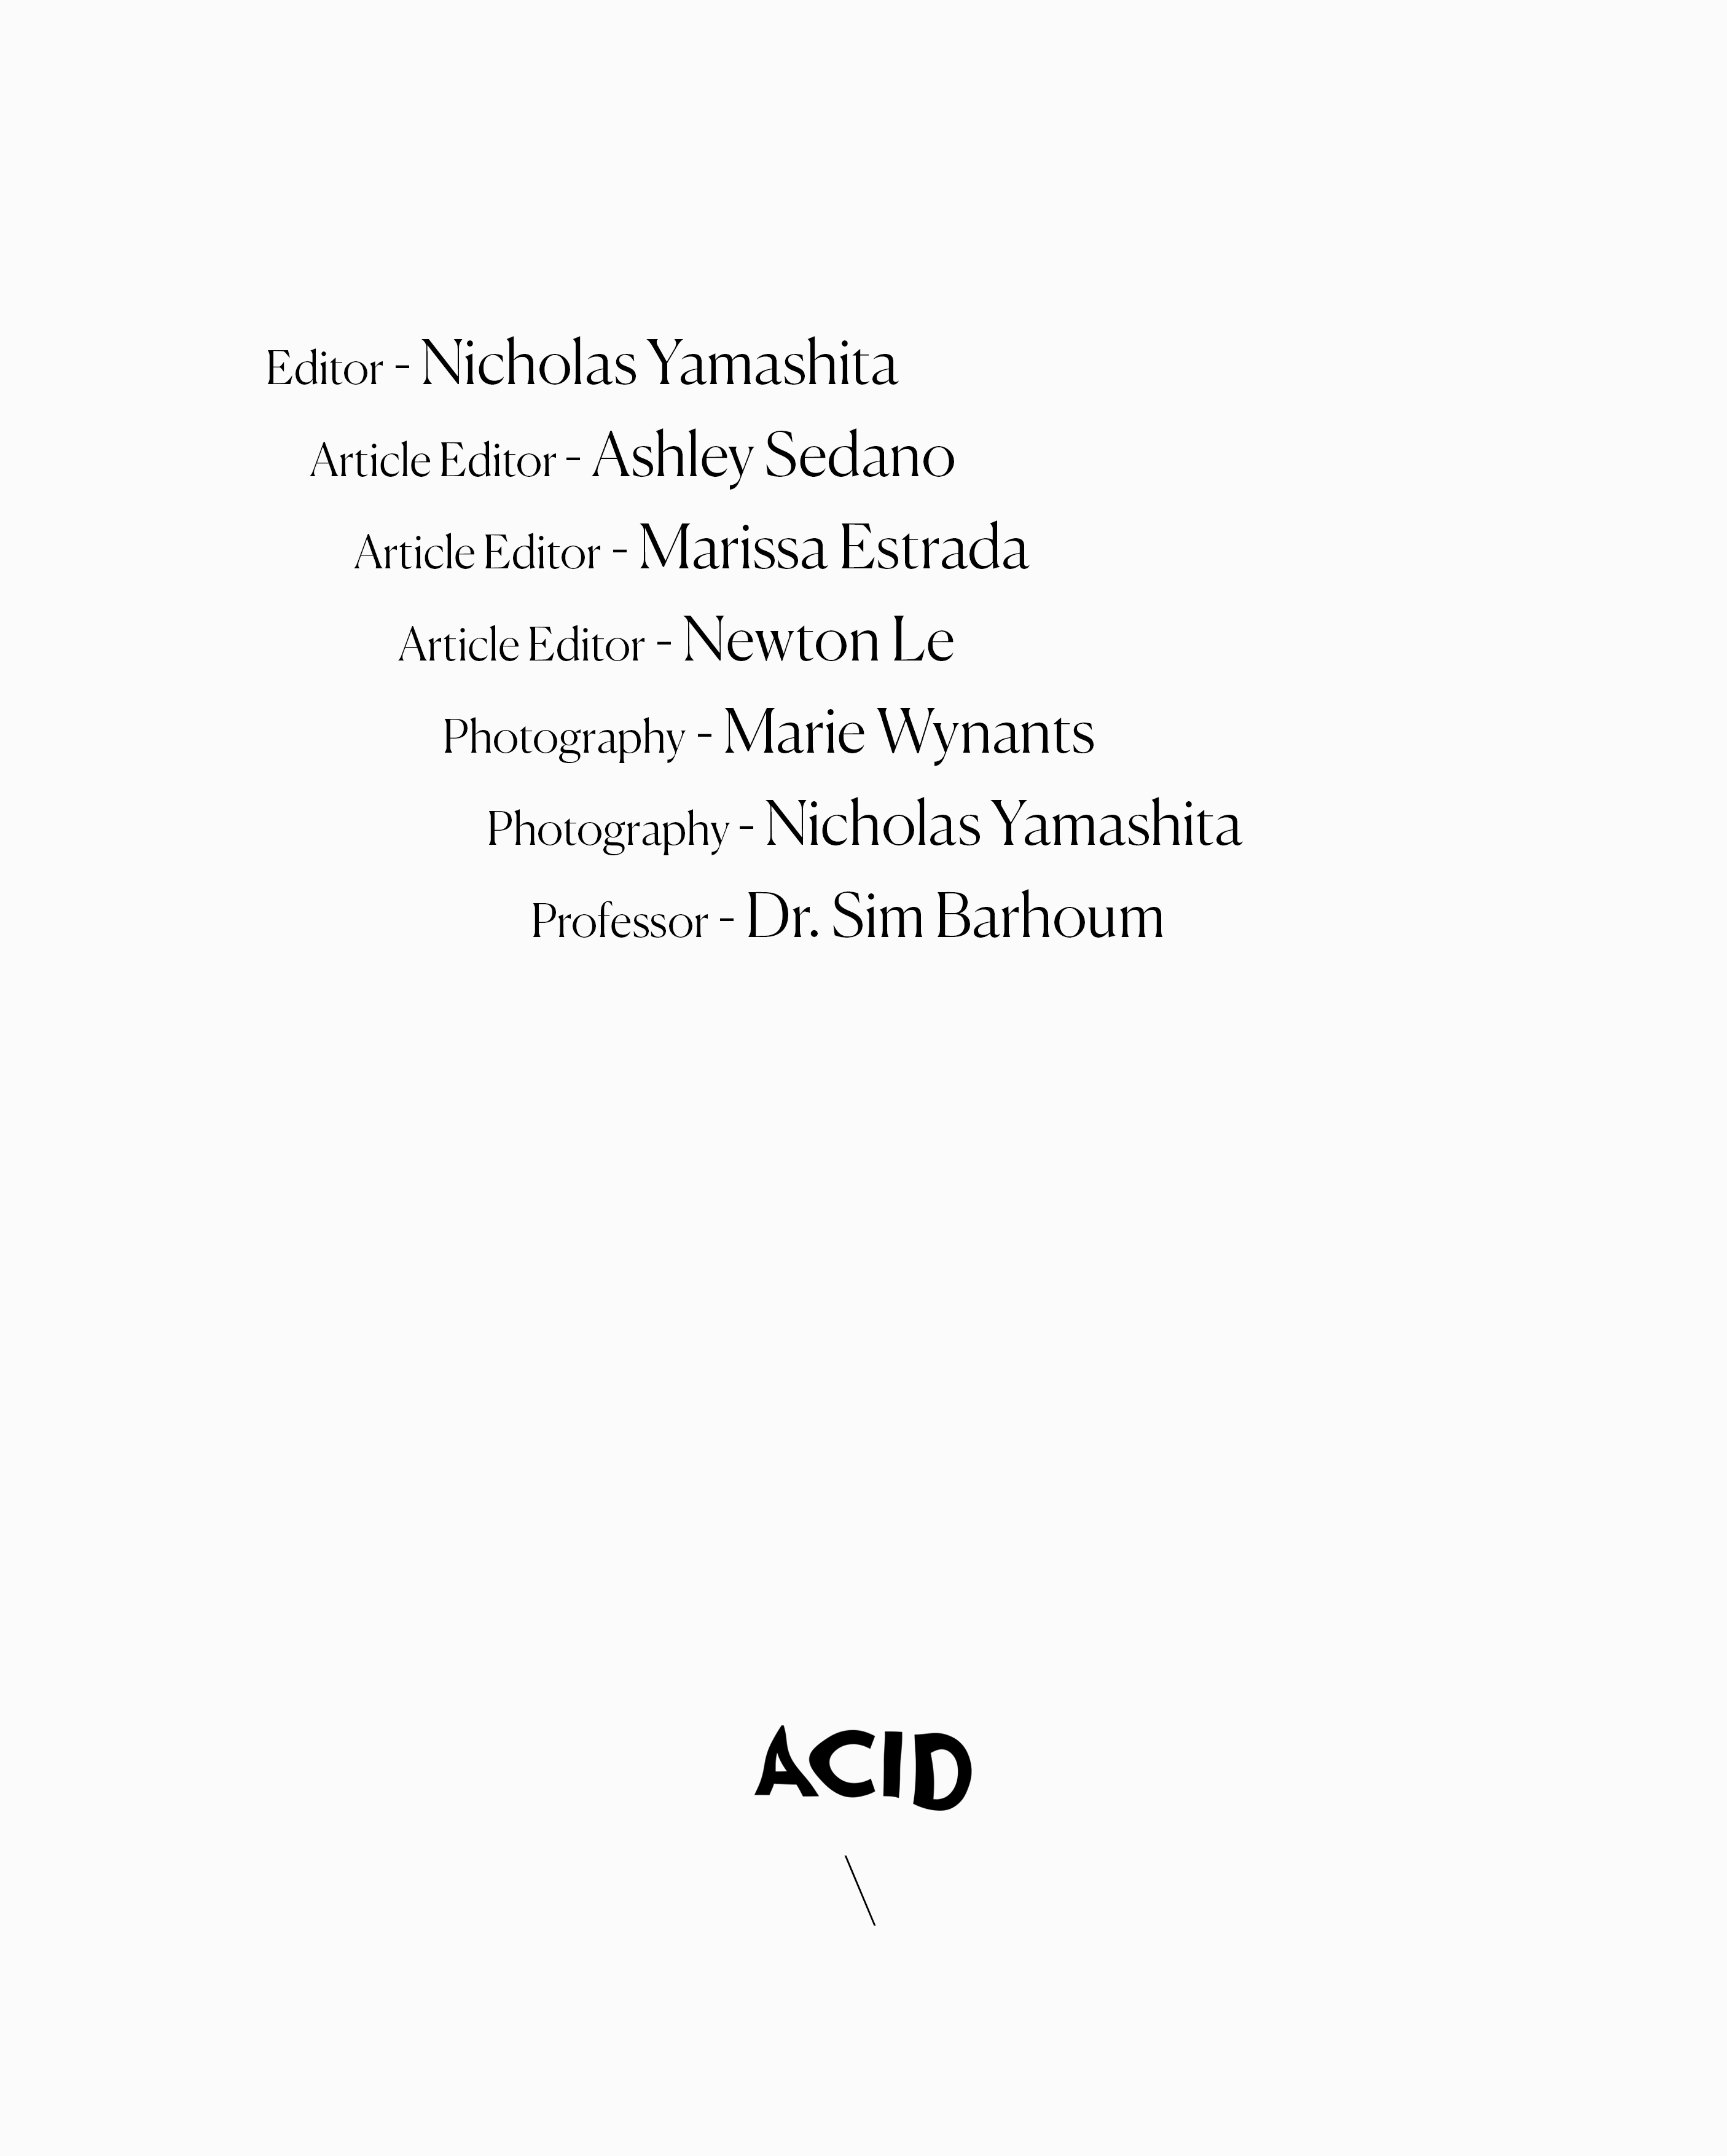 Editor - Nicholas Yamashita
Article Editor - Ashley Sedano
Article Editor - Marissa Estrada
Article Editor - Newton Le
Photography - Marie Wynants
Photography - Nicholas Yamashita
Professor - Dr. Sim Barhoum
ACID
\